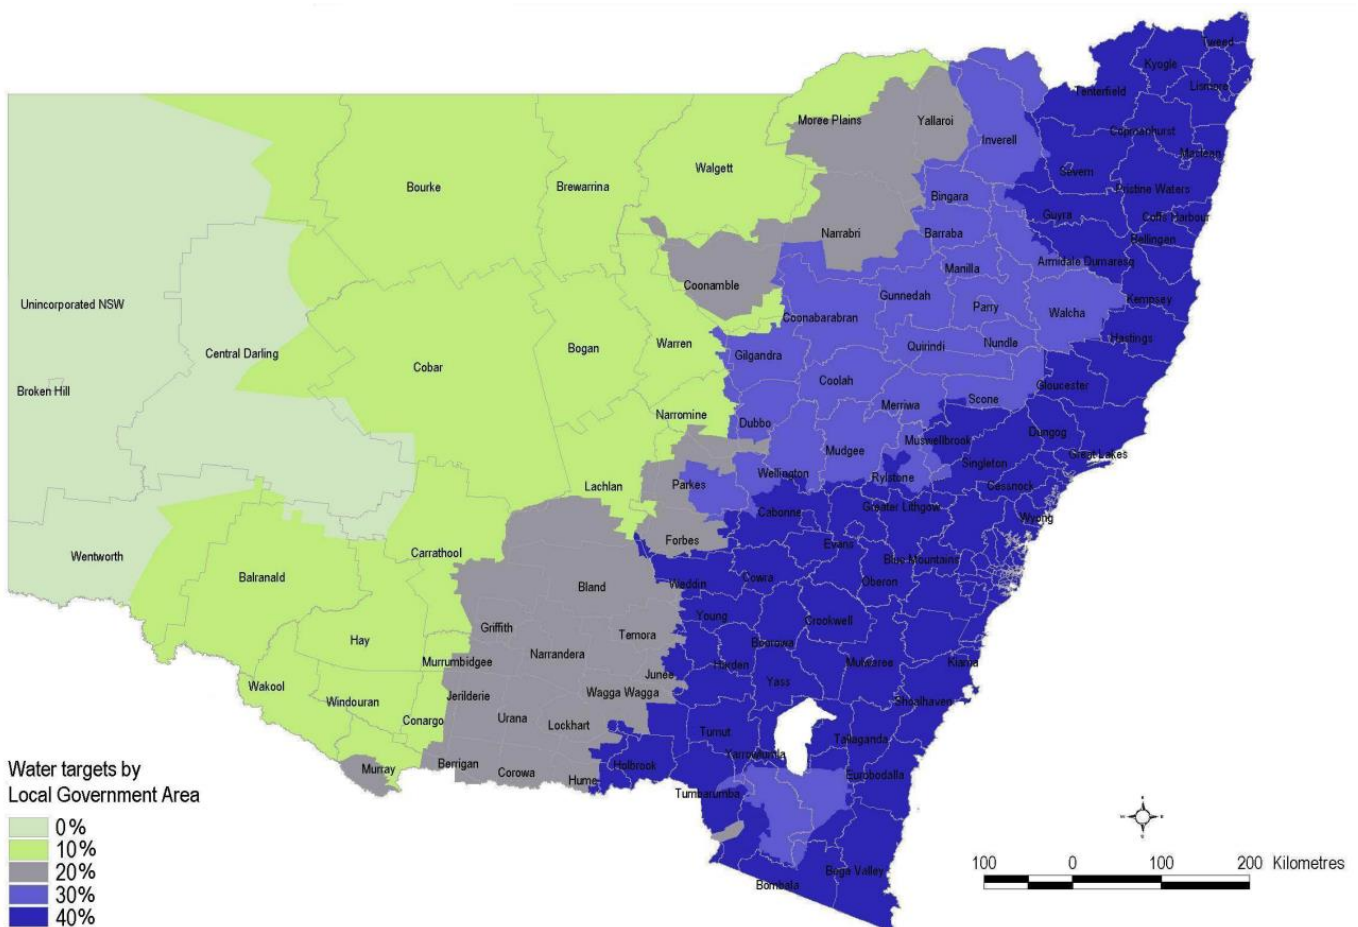 Tweed
Kyogle
Lismore
Tenterfield
Moree Plains
Yallaroi
Copmanhurst
Inverell
Maclean
Walgett
Severn
Bourke
Brewarrina
Pristine Waters
Bingara
Guyra
Coffs Harbour
Narrabri
Barraba
Bellingen
Armidale Dumaresq
Manilla
Coonamble
Gunnedah
Kempsey
Unincorporated NSW
Parry
Walcha
Coonabarabran
Hastings
Warren
Nundle
Bogan
Quirindi
Central Darling
Gilgandra
Cobar
Coolah
Gloucester
Broken Hill
Scone
Merriwa
Narromine
Dubbo
Dungog
Muswellbrook
Mudgee
Great Lakes
Singleton
Wellington
Rylstone
Parkes
Lachlan
Cessnock
Greater Lithgow
Cabonne
Wyong
Forbes
Evans
Carrathool
Wentworth
Blue Mountains
Balranald
Cowra
Oberon
Weddin
Bland
Young
Crookwell
Griffith
Temora
Hay
Boorowa
Narrandera
Murrumbidgee
Mulwaree
Kiama
Harden
Junee
Yass
Wakool
Jerilderie
Wagga Wagga
Windouran
Shoalhaven
Conargo
Urana
Lockhart
Tumut
Tallaganda
Yarrowlumla
Berrigan
Holbrook
Murray
Corowa
Eurobodalla
Hume
Tumbarumba
Bega Valley
Bombala
Water targets by
Local Government Area
0%
10%
20%
30%
40%
100 0 100 200 Kilometres